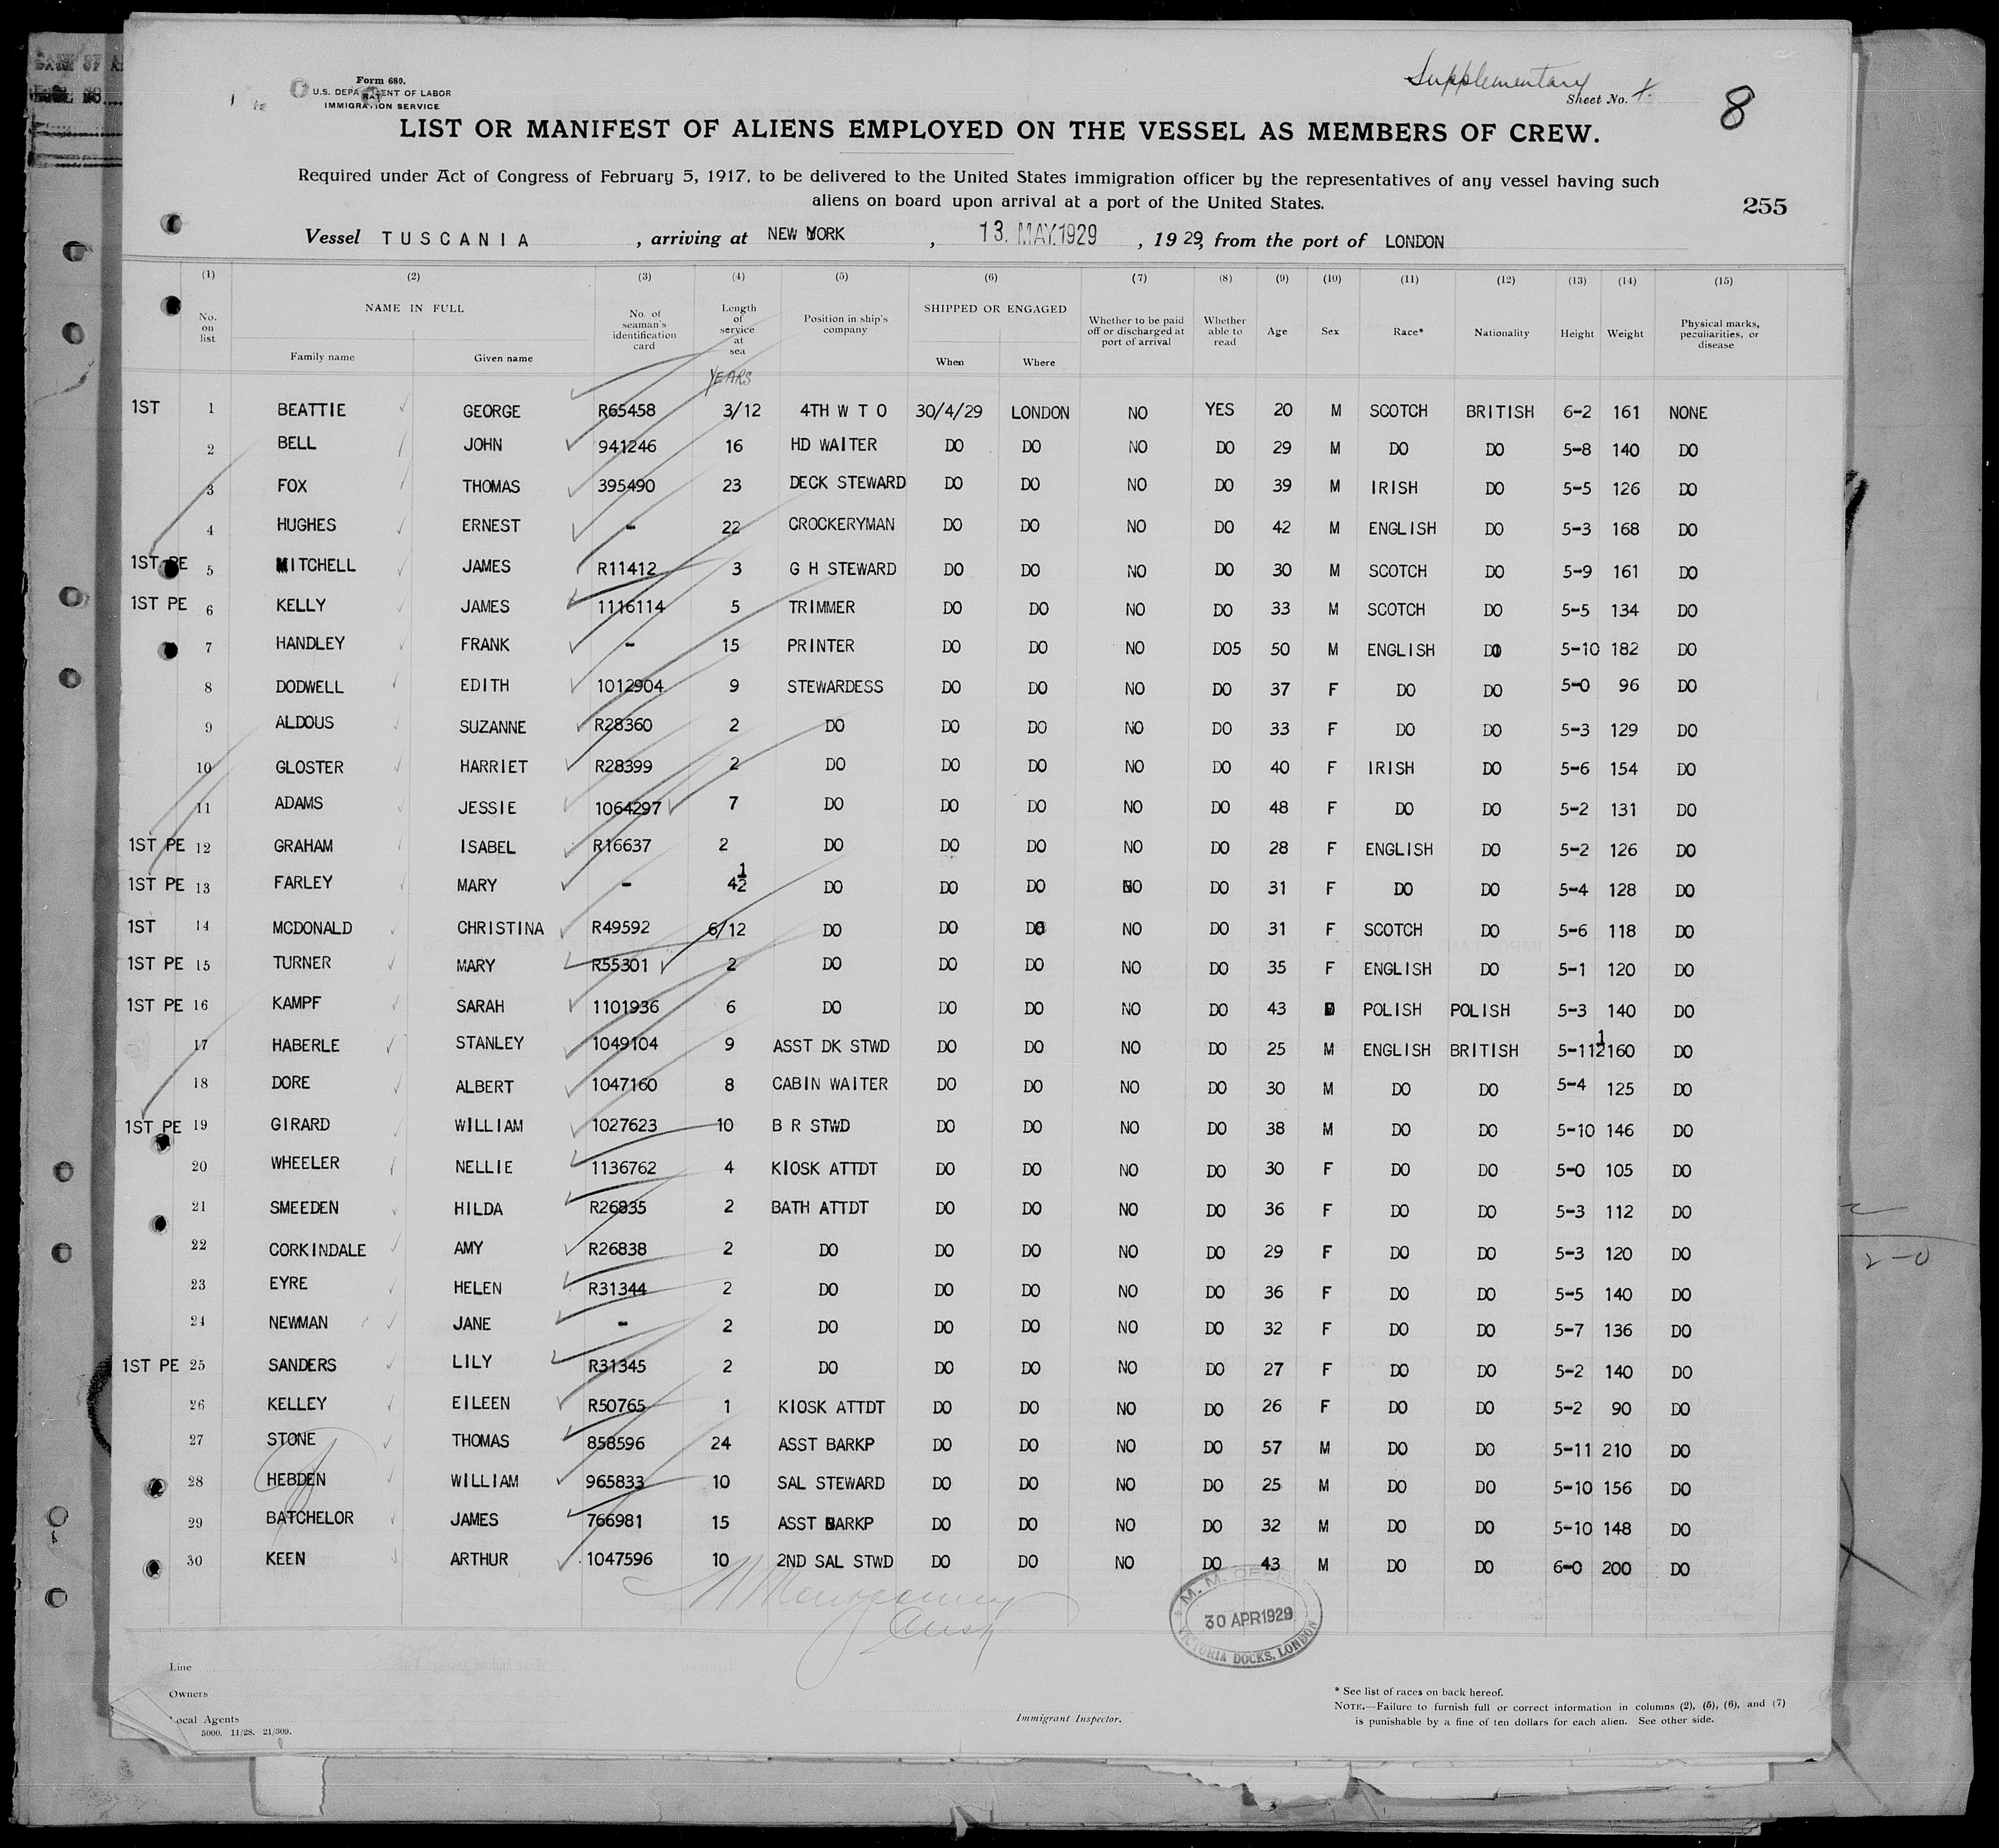 Supplementary
Form 680.
U.S. DEPARTMENT OF LABOR
IMMIGRATION SERVICE
Sheet No. 8
LIST OR MANIFEST OF ALIENS EMPLOYED ON THE VESSEL AS MEMBERS OF CREW.
Required under Act of Congress of February 5, 1917, to be delivered to the United States immigration officer by the representatives of any vessel having such
aliens on board upon arrival at a port of the United States.
255
Vessel TUSCANIA, arriving at NEW YORK, 13. MAY.1929, 1929, from the port of LONDON
(1) (2) (3) (4) (5) (6) (7) (8) (9) (10) (11) (12) (13) (14) (15)
No. on list NAME IN FULL Family name Given name No. of seaman's identification card Length of service at sea Position in ship's company SHIPPED OR ENGAGED When Where Whether to be paid off or discharged at port of arrival Whether able to read Age Sex Race* Nationality Height Weight Physical marks, peculiarities, or disease
YEARS
1ST 1 BEATTIE GEORGE R65458 3/12 4TH W T O 30/4/29 LONDON NO YES 20 M SCOTCH BRITISH 6-2 161 NONE
2 BELL JOHN 941246 16 HD WAITER DO DO NO DO 29 M DO DO 5-8 140 DO
3 FOX THOMAS 395490 23 DECK STEWARD DO DO NO DO 39 M IRISH DO 5-5 126 DO
4 HUGHES ERNEST - 22 CROCKERYMAN DO DO NO DO 42 M ENGLISH DO 5-3 168 DO
1ST PE 5 MITCHELL JAMES R11412 3 G H STEWARD DO DO NO DO 30 M SCOTCH DO 5-9 161 DO
1ST PE 6 KELLY JAMES 1116114 5 TRIMMER DO DO NO DO 33 M SCOTCH DO 5-5 134 DO
7 HANDLEY FRANK - 15 PRINTER DO DO NO DO5 50 M ENGLISH DO 5-10 182 DO
8 DODWELL EDITH 1012904 9 STEWARDESS DO DO NO DO 37 F DO DO 5-0 96 DO
9 ALDOUS SUZANNE R28360 2 DO DO DO NO DO 33 F DO DO 5-3 129 DO
10 GLOSTER HARRIET R28399 2 DO DO DO NO DO 40 F IRISH DO 5-6 154 DO
11 ADAMS JESSIE 1064297 7 DO DO DO NO DO 48 F DO DO 5-2 131 DO
1ST PE 12 GRAHAM ISABEL R16637 2 DO DO DO NO DO 28 F ENGLISH DO 5-2 126 DO
1ST PE 13 FARLEY MARY - 4½ DO DO DO NO DO 31 F DO DO 5-4 128 DO
1ST 14 MCDONALD CHRISTINA R49592 6/12 DO DO DO NO DO 31 F SCOTCH DO 5-6 118 DO
1ST PE 15 TURNER MARY R55301 2 DO DO DO NO DO 35 F ENGLISH DO 5-1 120 DO
1ST PE 16 KAMPF SARAH 1101936 6 DO DO DO NO DO 43 POLISH POLISH 5-3 140 DO
17 HABERLE STANLEY 1049104 9 ASST DK STWD DO DO NO DO 25 M ENGLISH BRITISH 5-11½ 160 DO
18 DORE ALBERT 1047160 8 CABIN WAITER DO DO NO DO 30 M DO DO 5-4 125 DO
1ST PE 19 GIRARD WILLIAM 1027623 10 B R STWD DO DO NO DO 38 M DO DO 5-10 146 DO
20 WHEELER NELLIE 1136762 4 KIOSK ATTDT DO DO NO DO 30 F DO DO 5-0 105 DO
21 SMEEDEN HILDA R26835 2 BATH ATTDT DO DO NO DO 36 F DO DO 5-3 112 DO
22 CORKINDALE AMY R26838 2 DO DO DO NO DO 29 F DO DO 5-3 120 DO
23 EYRE HELEN R31344 2 DO DO DO NO DO 36 F DO DO 5-5 140 DO
24 NEWMAN JANE - 2 DO DO DO NO DO 32 F DO DO 5-7 136 DO
1ST PE 25 SANDERS LILY R31345 2 DO DO DO NO DO 27 F DO DO 5-2 140 DO
26 KELLEY EILEEN R50765 1 KIOSK ATTDT DO DO NO DO 26 F DO DO 5-2 90 DO
27 STONE THOMAS 858596 24 ASST BARKP DO DO NO DO 57 M DO DO 5-11 210 DO
28 HEBDEN WILLIAM 965833 10 SAL STEWARD DO DO NO DO 25 M DO DO 5-10 156 DO
29 BATCHELOR JAMES 766981 15 ASST BARKP DO DO NO DO 32 M DO DO 5-10 148 DO
30 KEEN ARTHUR 1047596 10 2ND SAL STWD DO DO NO DO 43 M DO DO 6-0 200 DO
M. M. OFFICE
30 APR 1929
VICTORIA DOCKS, LONDON
Line
Owners
Local Agents
5000. 11/28. 21/309.
Immigrant Inspector.
* See list of races on back hereof.
NOTE.—Failure to furnish full or correct information in columns (2), (5), (6), and (7)
is punishable by a fine of ten dollars for each alien. See other side.